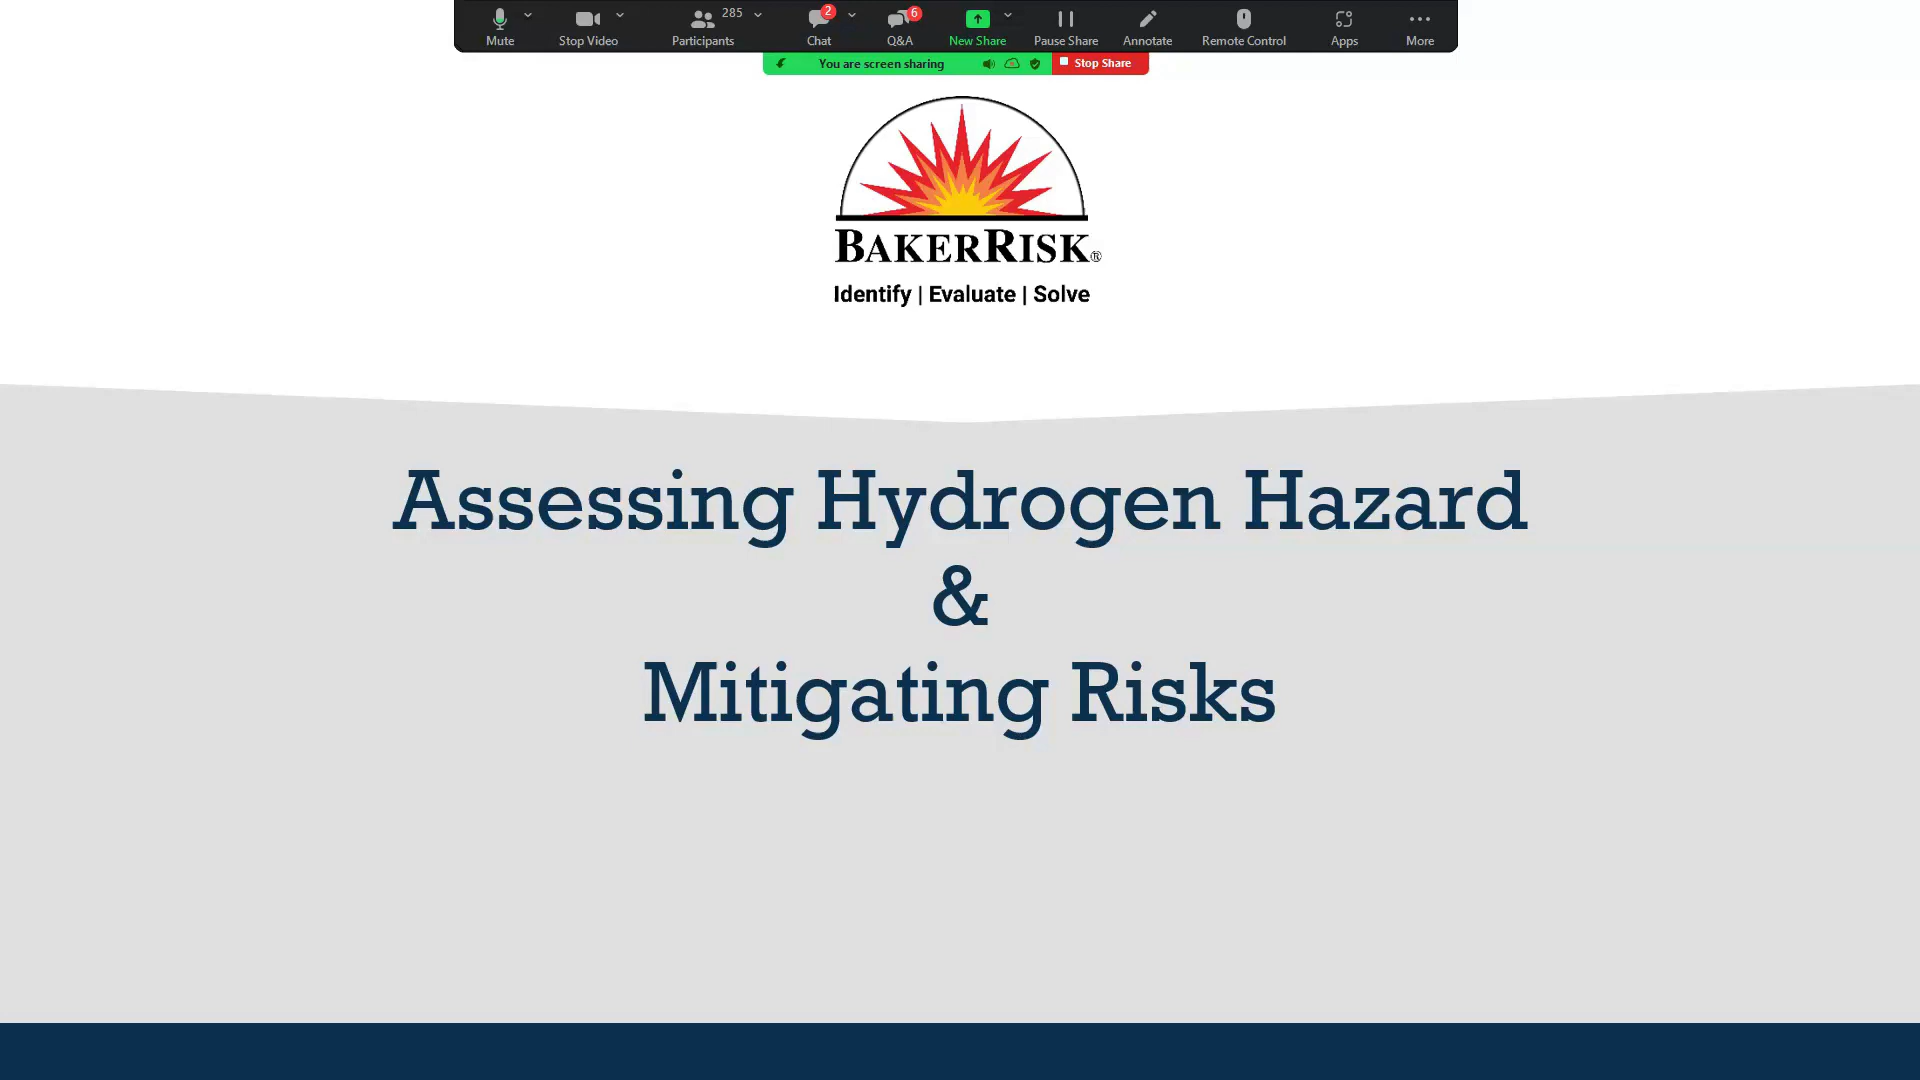 285
2
6
Mute
Stop Video
Participants
Chat
Q&A
New Share
Pause Share
Annotate
Remote Control
Apps
More
You are screen sharing
Stop Share
BAKERRISK®
Identify | Evaluate | Solve
Assessing Hydrogen Hazard
&
Mitigating Risks